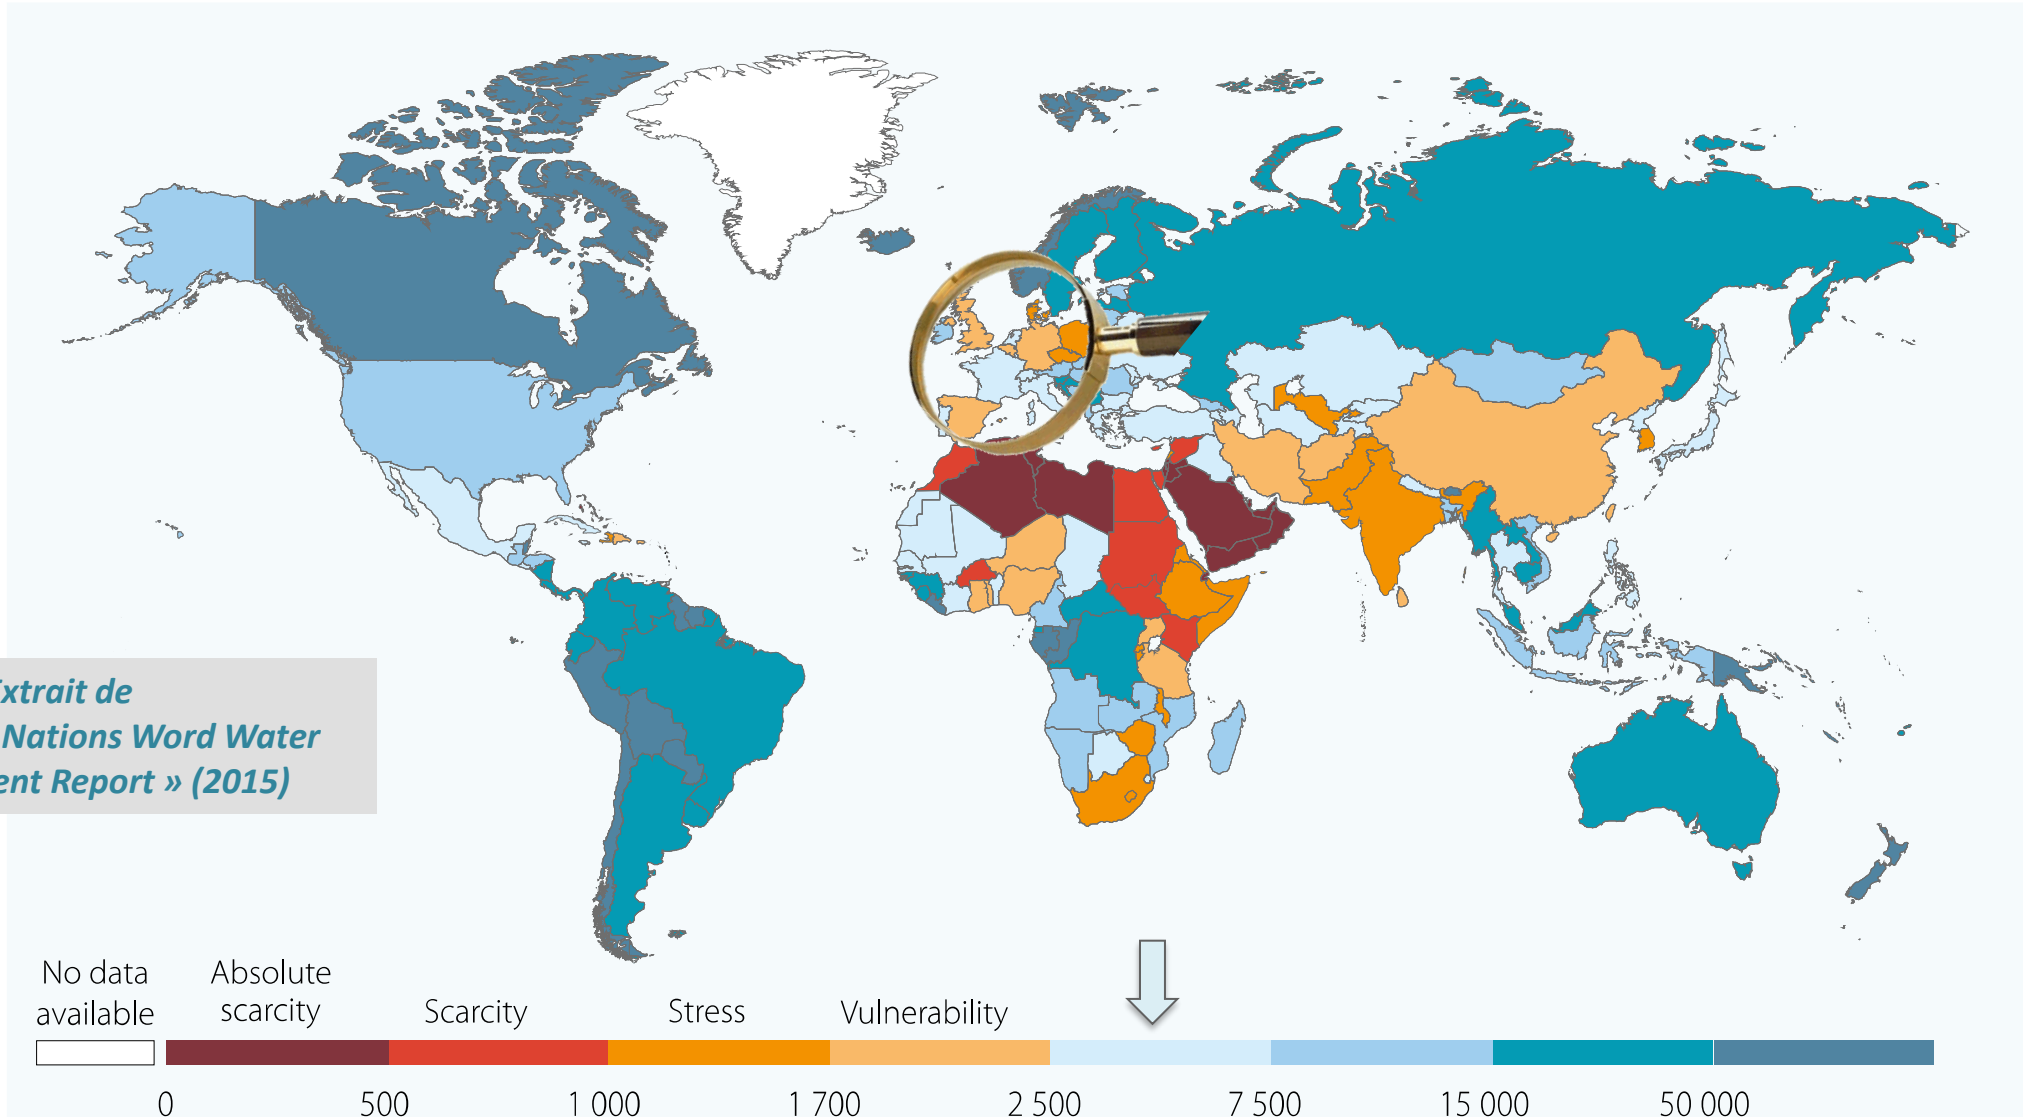 xtrait de
Nations Word Water
ent Report » (2015)
No data
available
Absolute
scarcity
Scarcity
Stress
Vulnerability
0
500
1 000
1 700
2 500
7 500
15 000
50 000